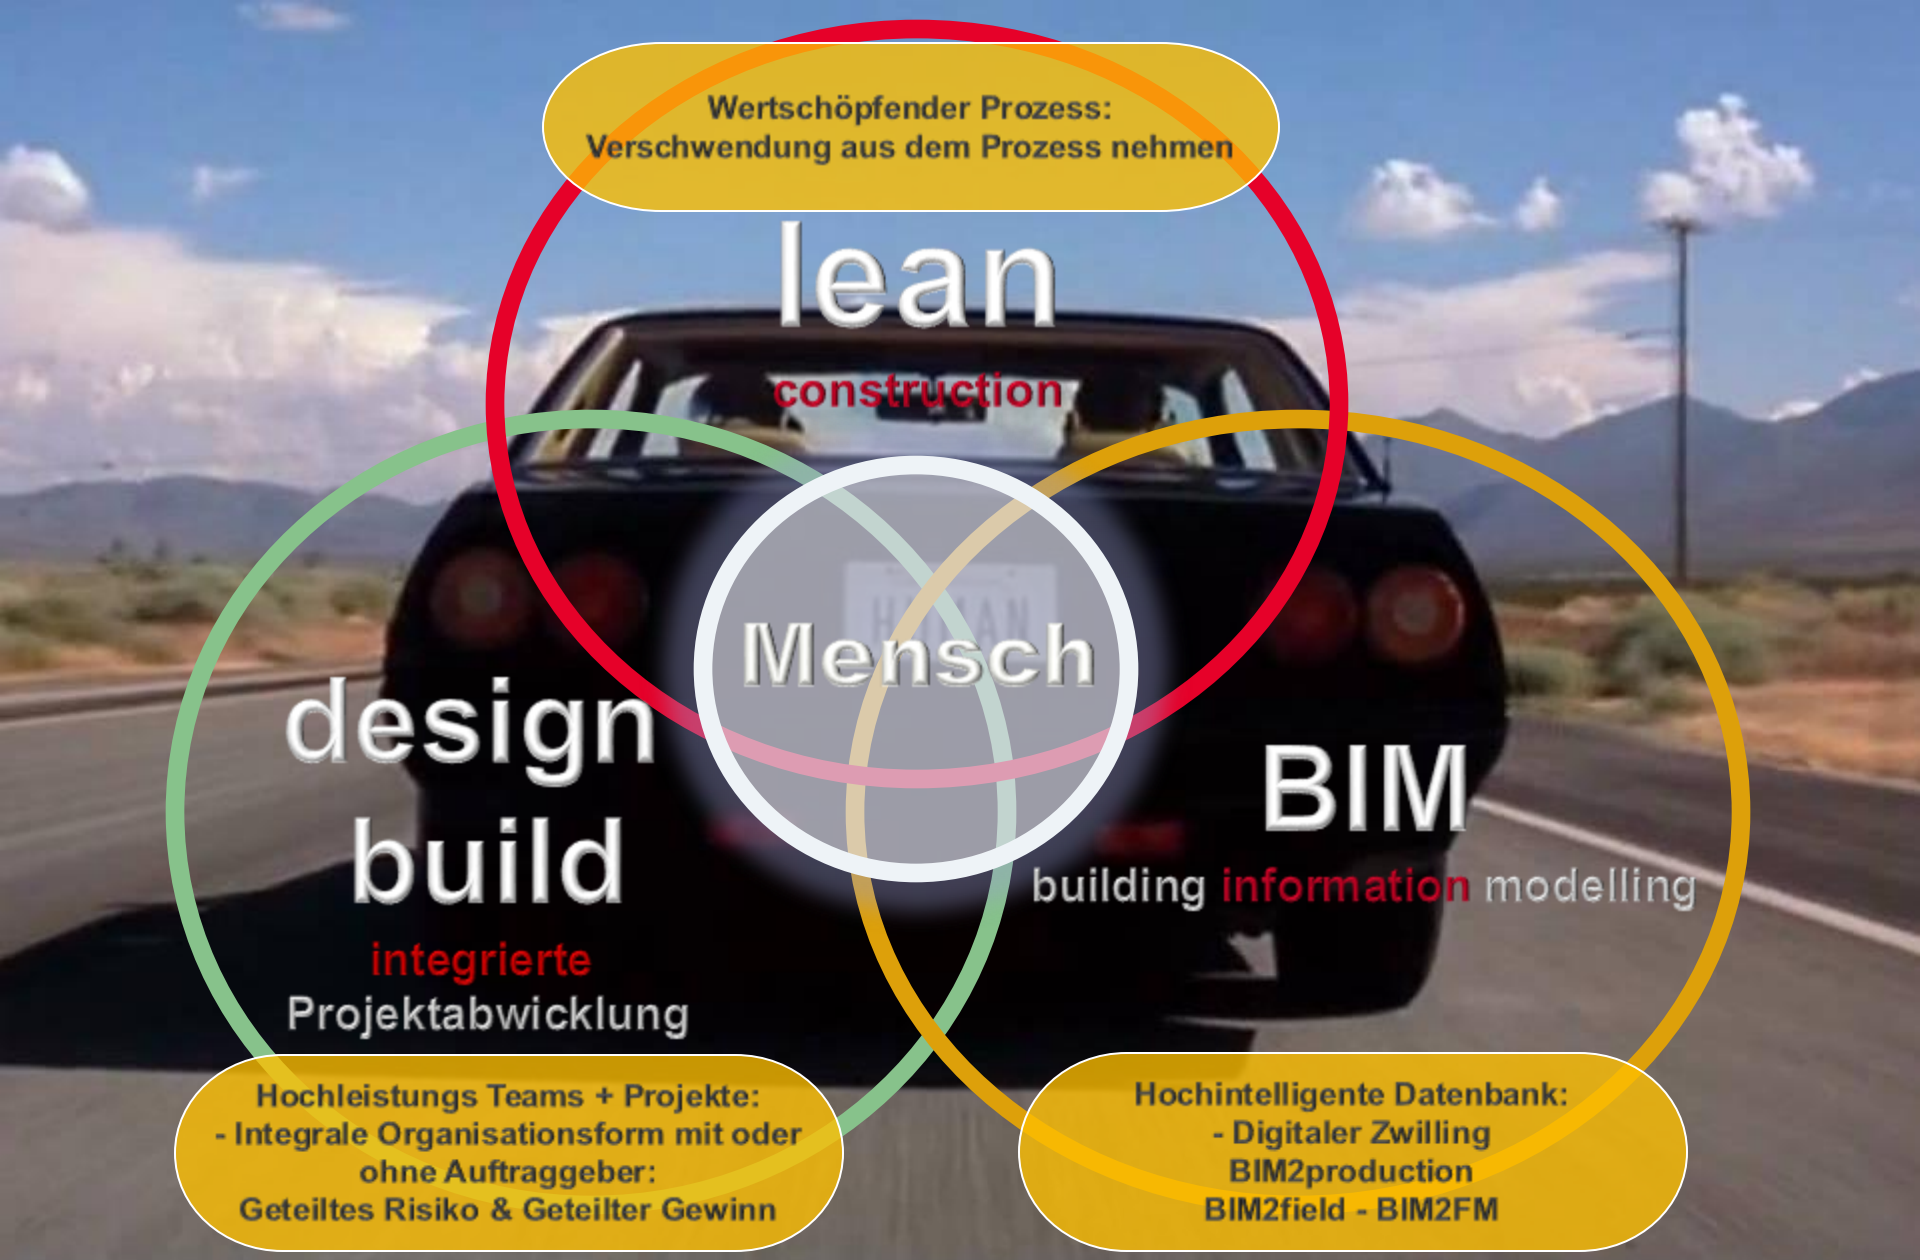 Wertschöpfender Prozess:
Verschwendung aus dem Prozess nehmen
lean
construction
HUMAN
Mensch
design
build
integrierte
Projektabwicklung
BIM
building information modelling
Hochleistungs Teams + Projekte:
- Integrale Organisationsform mit oder
ohne Auftraggeber:
Geteiltes Risiko & Geteilter Gewinn
Hochintelligente Datenbank:
- Digitaler Zwilling
BIM2production
BIM2field - BIM2FM